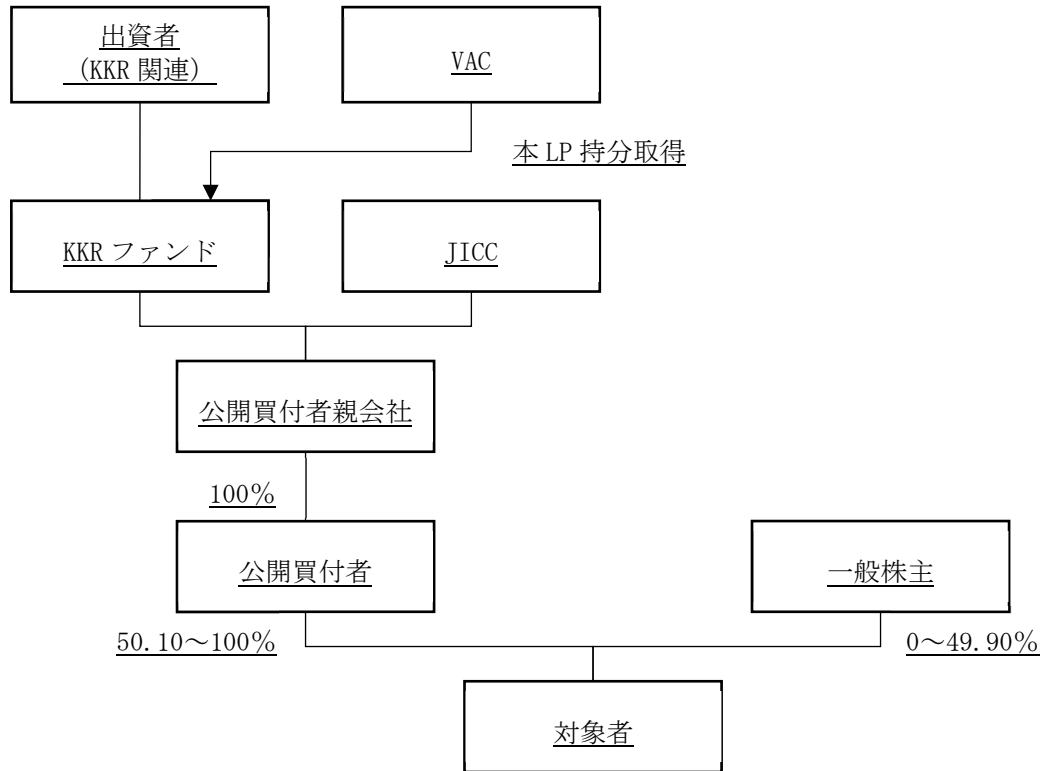 出資者
（KKR 関連）
VAC
本 LP 持分取得
KKR ファンド
JICC
公開買付者親会社
100％
公開買付者
一般株主
50.10～100％
0～49.90％
対象者